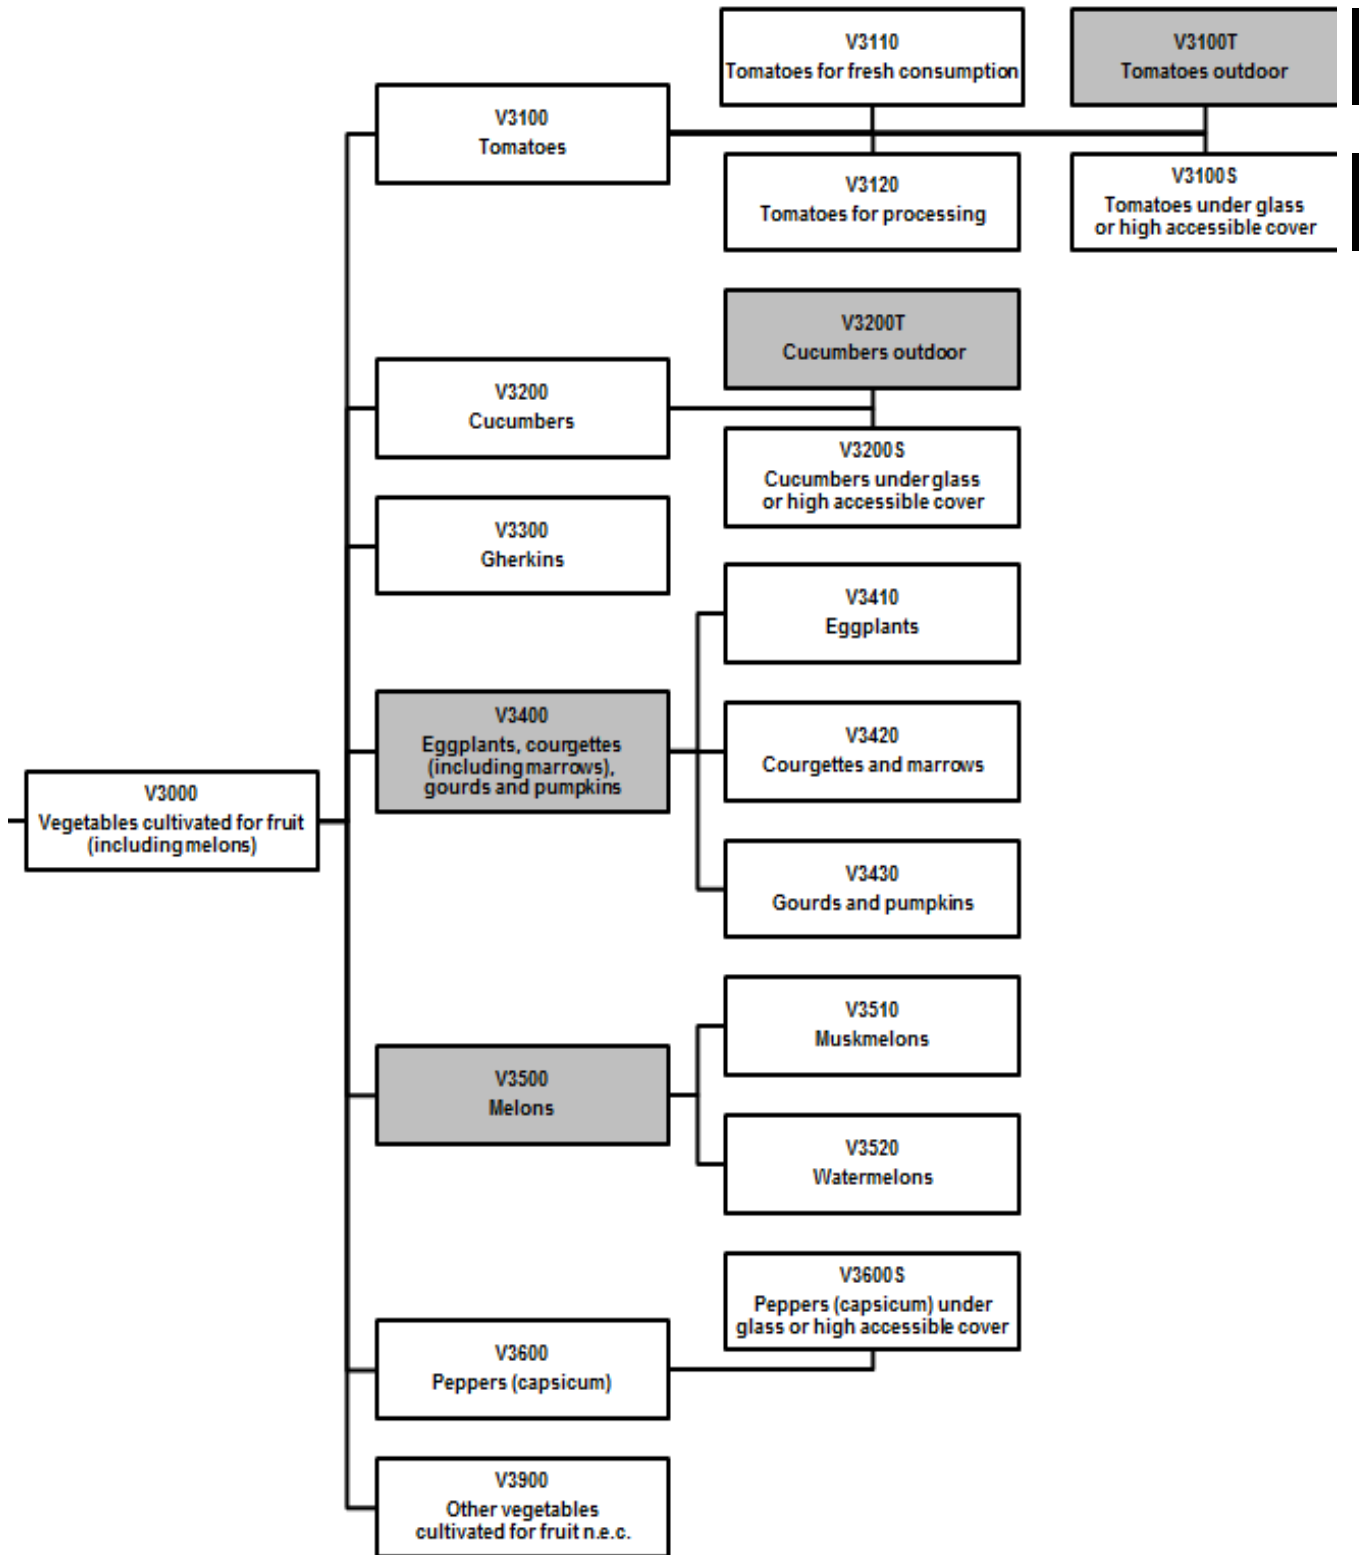 V3110
Tomatoes for fresh consumption
V3100T
Tomatoes outdoor
V3100
Tomatoes
V3120
Tomatoes for processing
V3100S
Tomatoes under glass
or high accessible cover
V3200T
Cucumbers outdoor
V3200
Cucumbers
V3200S
Cucumbers under glass
or high accessible cover
V3300
Gherkins
V3410
Eggplants
V3400
Eggplants, courgettes
(including marrows),
gourds and pumpkins
V3420
Courgettes and marrows
V3000
Vegetables cultivated for fruit
(including melons)
V3430
Gourds and pumpkins
V3510
Muskmelons
V3500
Melons
V3520
Watermelons
V3600S
Peppers (capsicum) under
glass or high accessible cover
V3600
Peppers (capsicum)
V3900
Other vegetables
cultivated for fruit n.e.c.